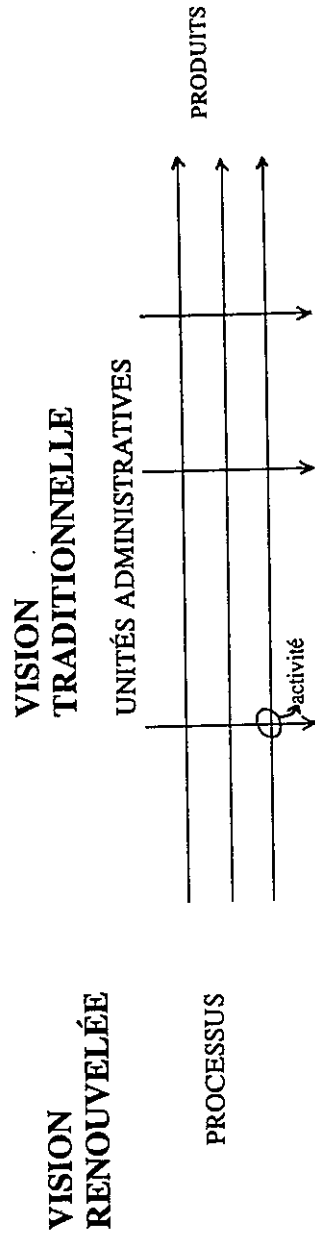 VISION
TRADITIONNELLE
UNITÉS ADMINISTRATIVES
VISION
RENOUVELÉE
PROCESSUS
PRODUITS
activité